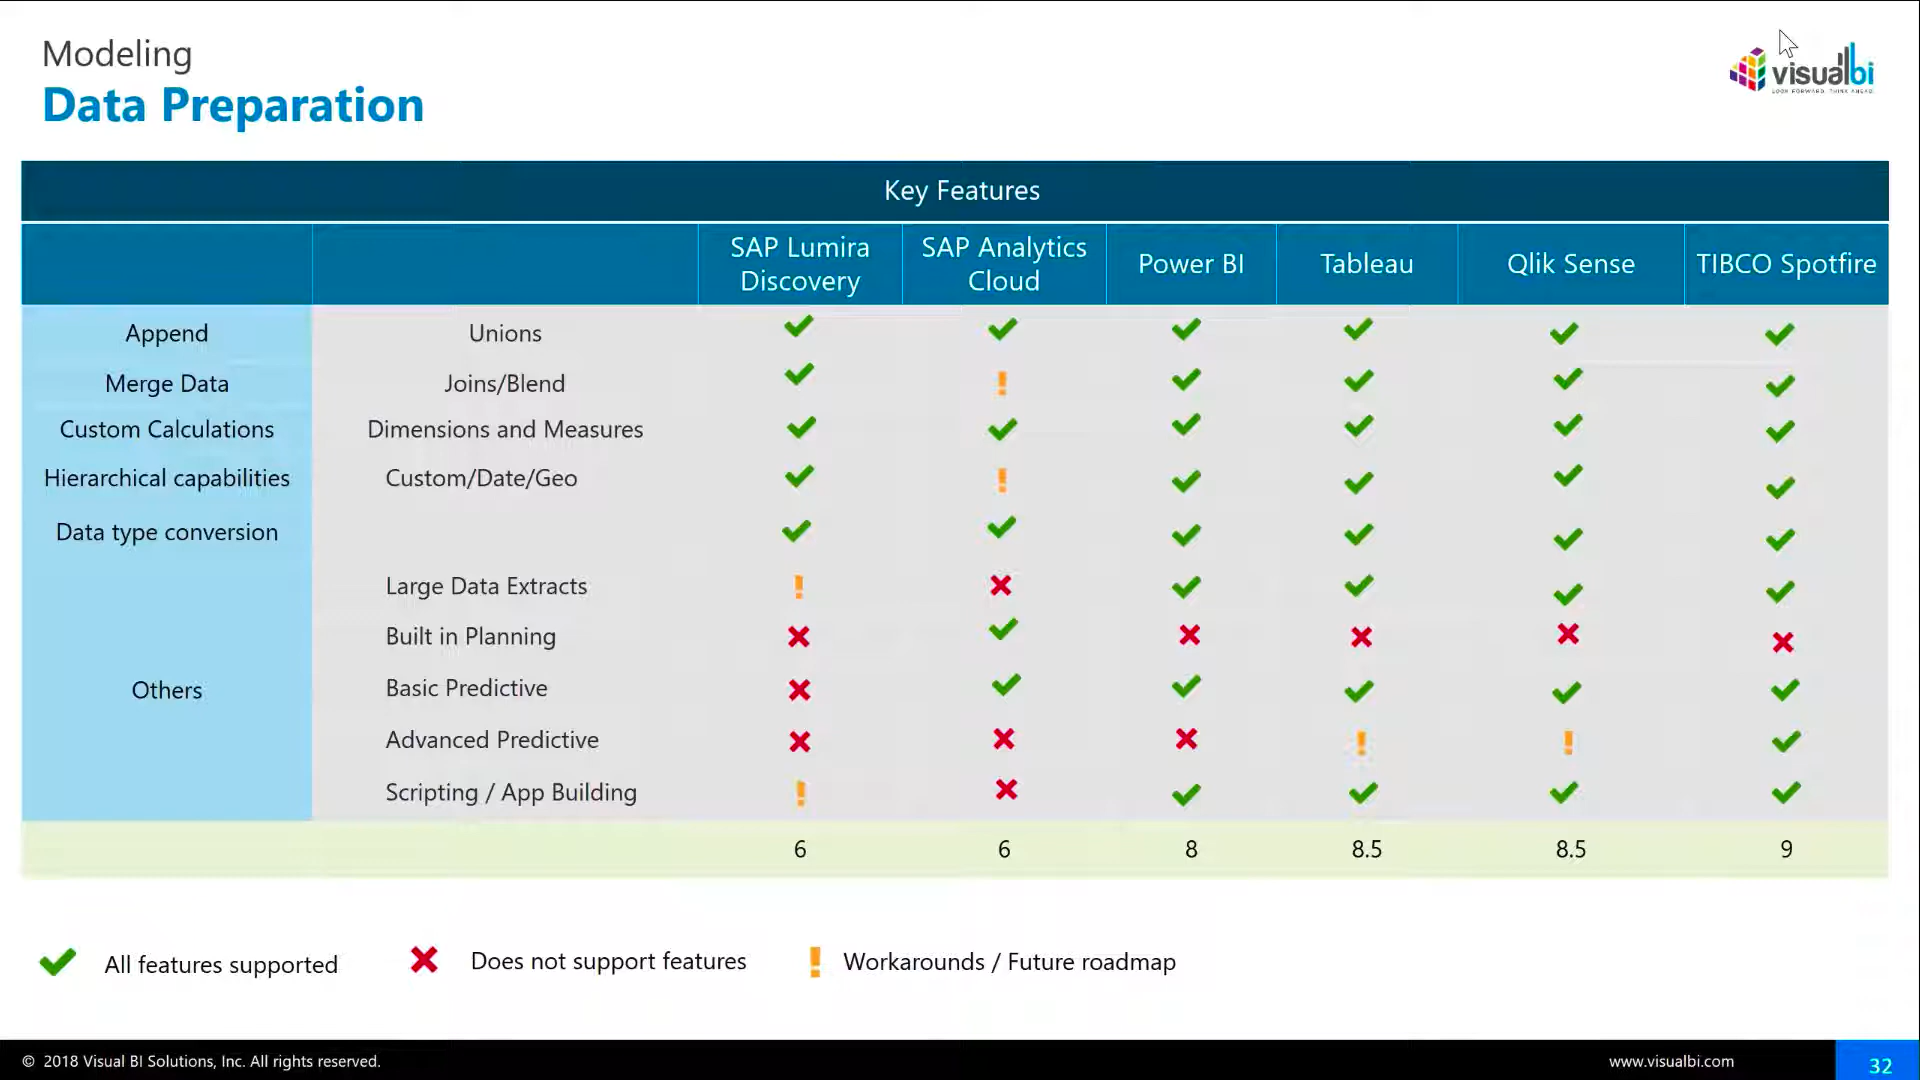 Modeling
Data Preparation
visualbi
LOOK FORWARD. THINK AHEAD.
Key Features
SAP Lumira Discovery SAP Analytics Cloud Power BI Tableau Qlik Sense TIBCO Spotfire
Append Unions
Merge Data Joins/Blend
Custom Calculations Dimensions and Measures
Hierarchical capabilities Custom/Date/Geo
Data type conversion
Large Data Extracts
Built in Planning
Others Basic Predictive
Advanced Predictive
Scripting / App Building
6 6 8 8.5 8.5 9
All features supported Does not support features Workarounds / Future roadmap
© 2018 Visual BI Solutions, Inc. All rights reserved. www.visualbi.com 32